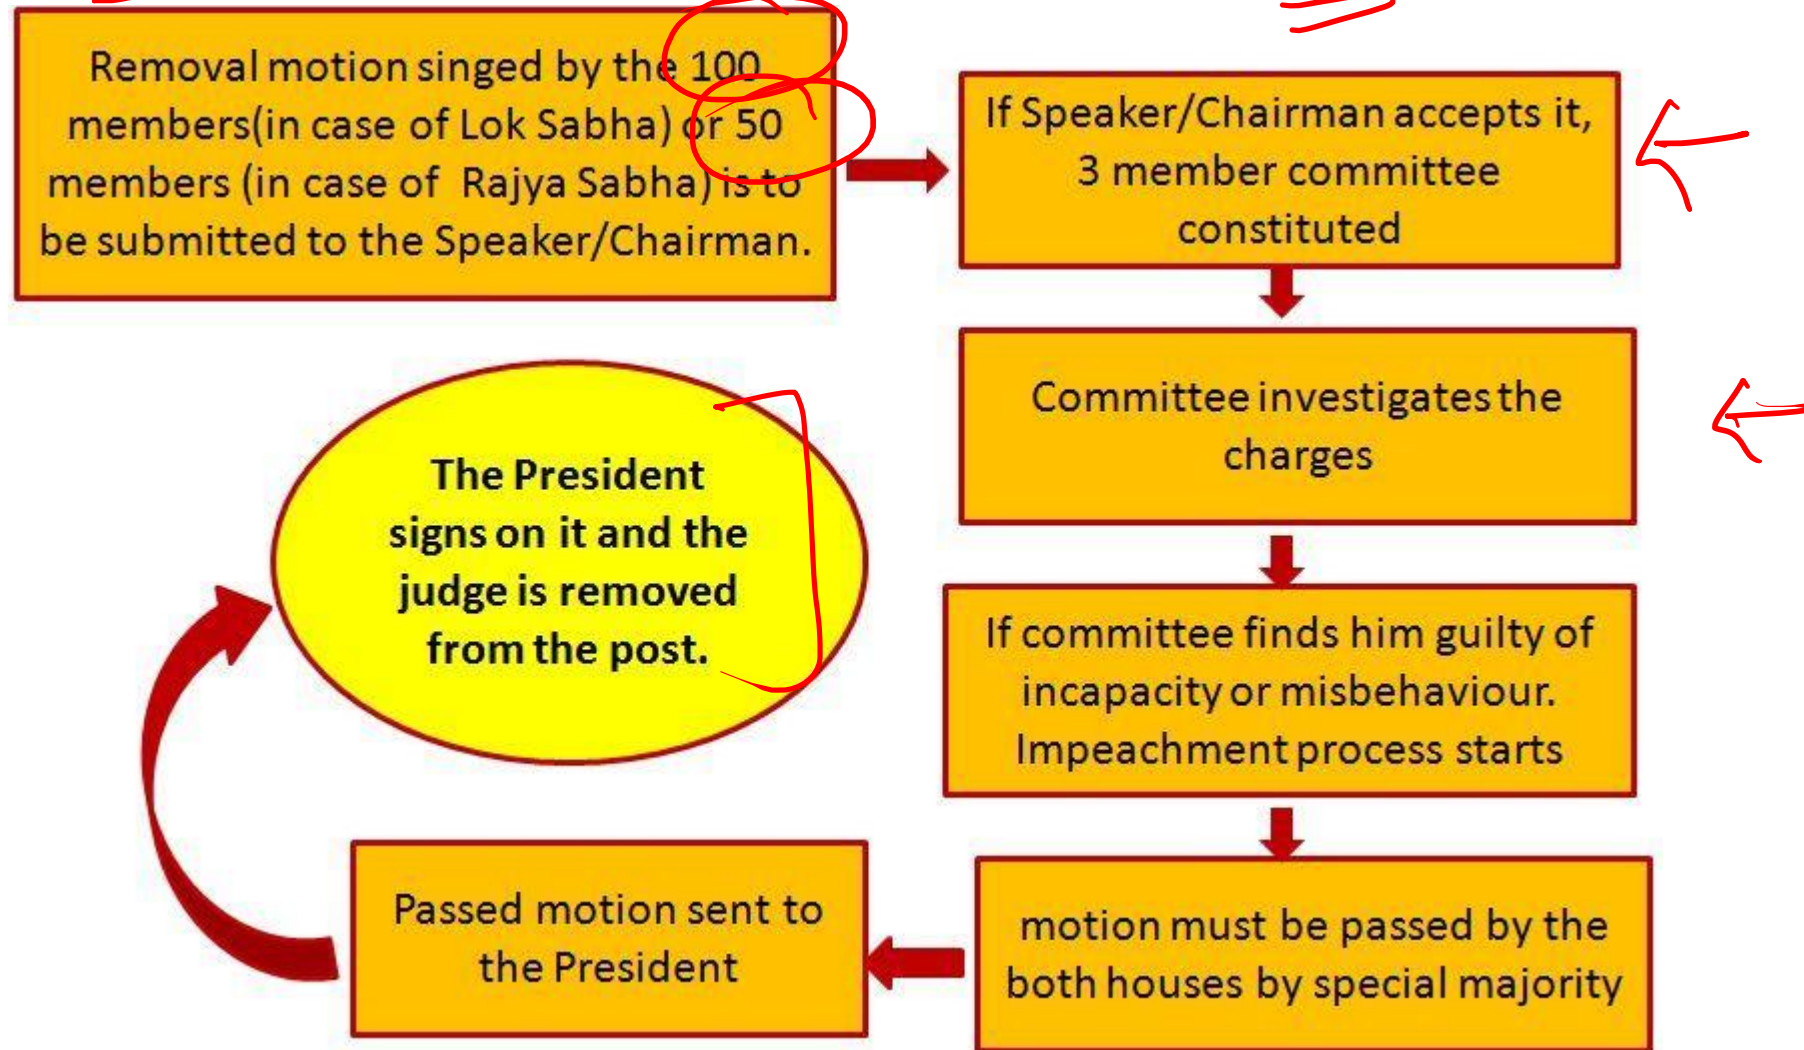 Removal motion singed by the 100
members(in case of Lok Sabha) or 50
members (in case of Rajya Sabha) is to
be submitted to the Speaker/Chairman.
If Speaker/Chairman accepts it,
3 member committee
constituted
Committee investigates the
charges
If committee finds him guilty of
incapacity or misbehaviour.
Impeachment process starts
motion must be passed by the
both houses by special majority
Passed motion sent to
the President
The President
signs on it and the
judge is removed
from the post.